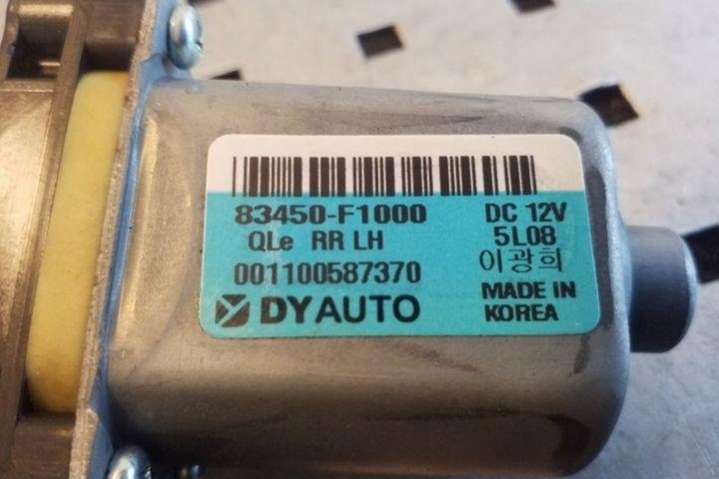 83450-F1000 DC 12V
QLe RR LH 5L08
001100587370 이광희
DYAUTO MADE IN
KOREA